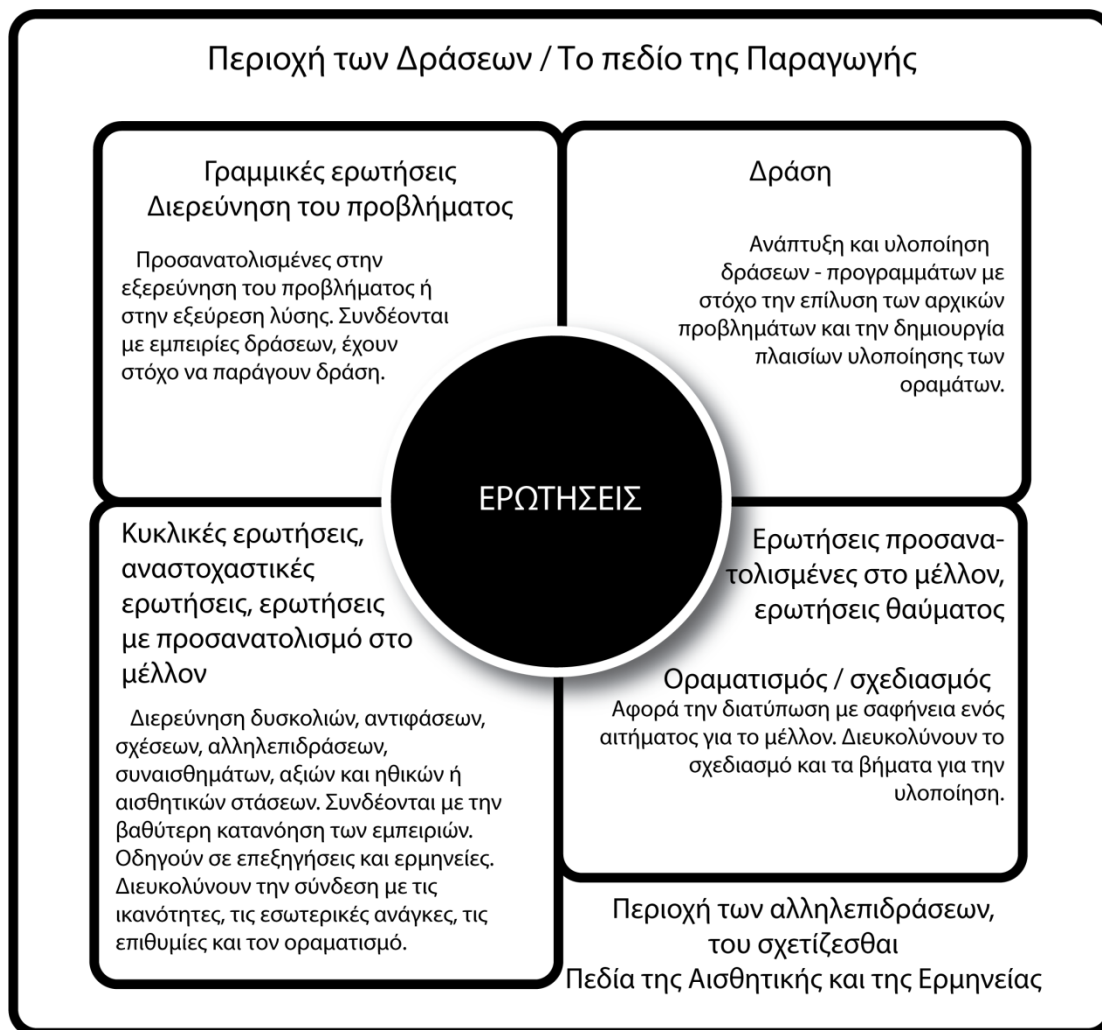 Περιοχή των Δράσεων / Το πεδίο της Παραγωγής
Γραμμικές ερωτήσεις
Διερεύνηση του προβλήματος
Προσανατολισμένες στην
εξερεύνηση του προβλήματος ή
στην εξεύρεση λύσης. Συνδέονται
με εμπειρίες δράσεων, έχουν
στόχο να παράγουν δράση.
Δράση
Ανάπτυξη και υλοποίηση
δράσεων - προγραμμάτων με
στόχο την επίλυση των αρχικών
προβλημάτων και την δημιουργία
πλαισίων υλοποίησης των
οραμάτων.
ΕΡΩΤΗΣΕΙΣ
Κυκλικές ερωτήσεις,
αναστοχαστικές
ερωτήσεις, ερωτήσεις
με προσανατολισμό στο
μέλλον
Διερεύνηση δυσκολιών, αντιφάσεων,
σχέσεων, αλληλεπιδράσεων,
συναισθημάτων, αξιών και ηθικών ή
αισθητικών στάσεων. Συνδέονται με την
βαθύτερη κατανόηση των εμπειριών.
Οδηγούν σε επεξηγήσεις και ερμηνείες.
Διευκολύνουν την σύνδεση με τις
ικανότητες, τις εσωτερικές ανάγκες, τις
επιθυμίες και τον οραματισμό.
Ερωτήσεις προσανα-
τολισμένες στο μέλλον,
ερωτήσεις θαύματος
Οραματισμός / σχεδιασμός
Αφορά την διατύπωση με σαφήνεια ενός
αιτήματος για το μέλλον. Διευκολύνουν το
σχεδιασμό και τα βήματα για την
υλοποίηση.
Περιοχή των αλληλεπιδράσεων,
του σχετίζεσθαι
Πεδία της Αισθητικής και της Ερμηνείας